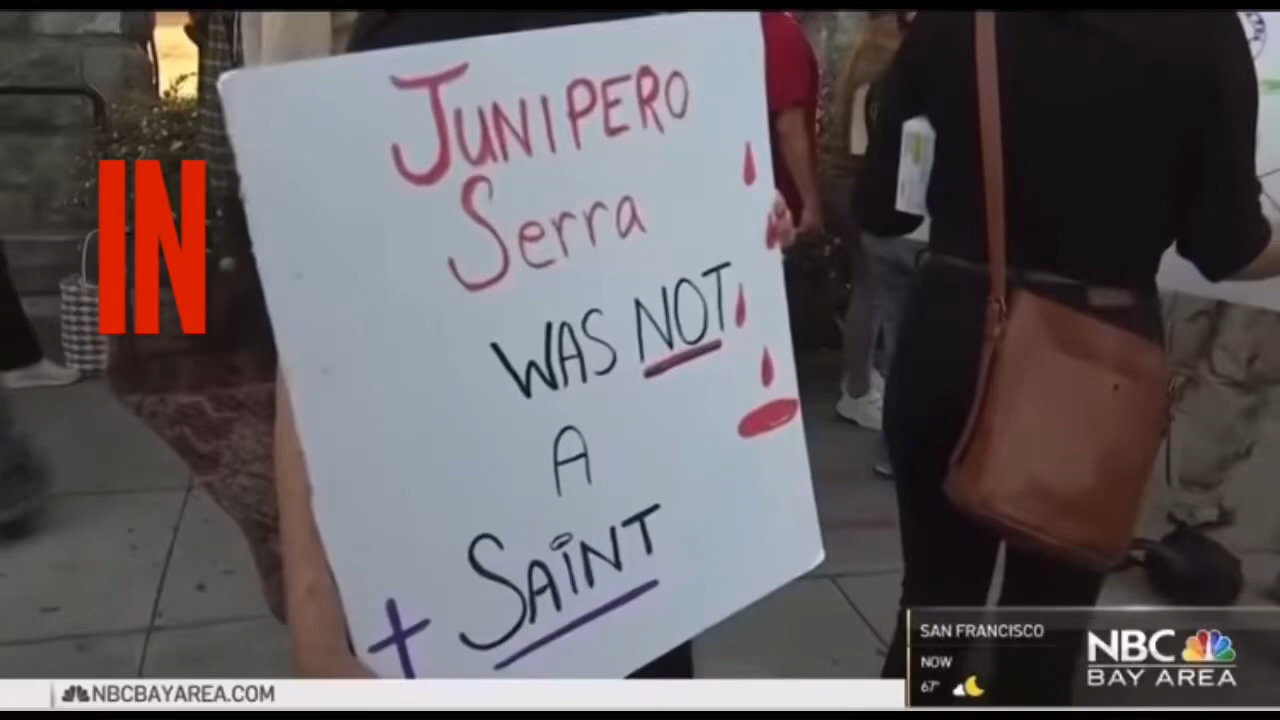 IN
JUNIPERO
Serra
WAS NOT
A
SAINT
SAN FRANCISCO
NOW
67°
NBC
BAY AREA
NBCBAYAREA.COM